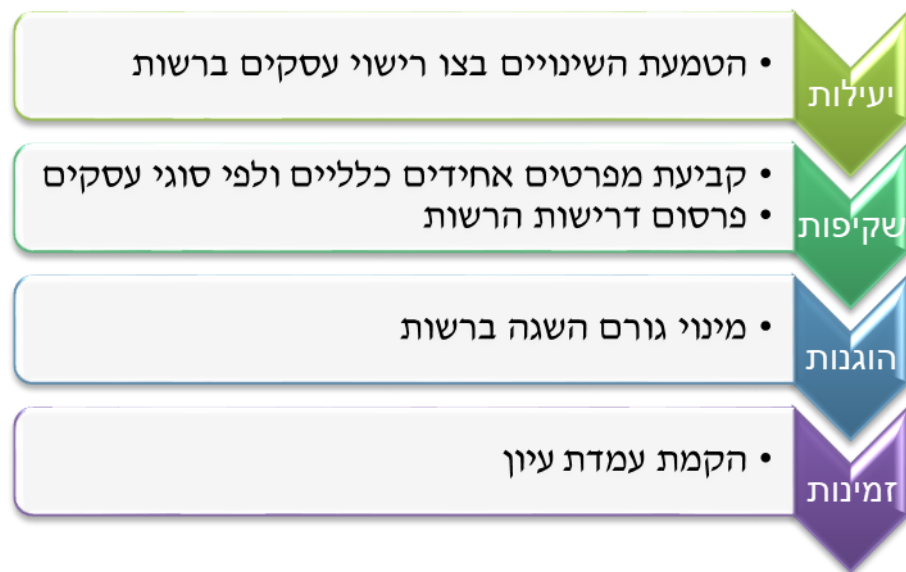 יעילות
• הטמעת השינויים בצו רישוי עסקים ברשות
שקיפות
• קביעת מפרטים אחידים כלליים ולפי סוגי עסקים
• פרסום דרישות הרשות
הוגנות
• מינוי גורם השגה ברשות
זמינות
• הקמת עמדת עיון